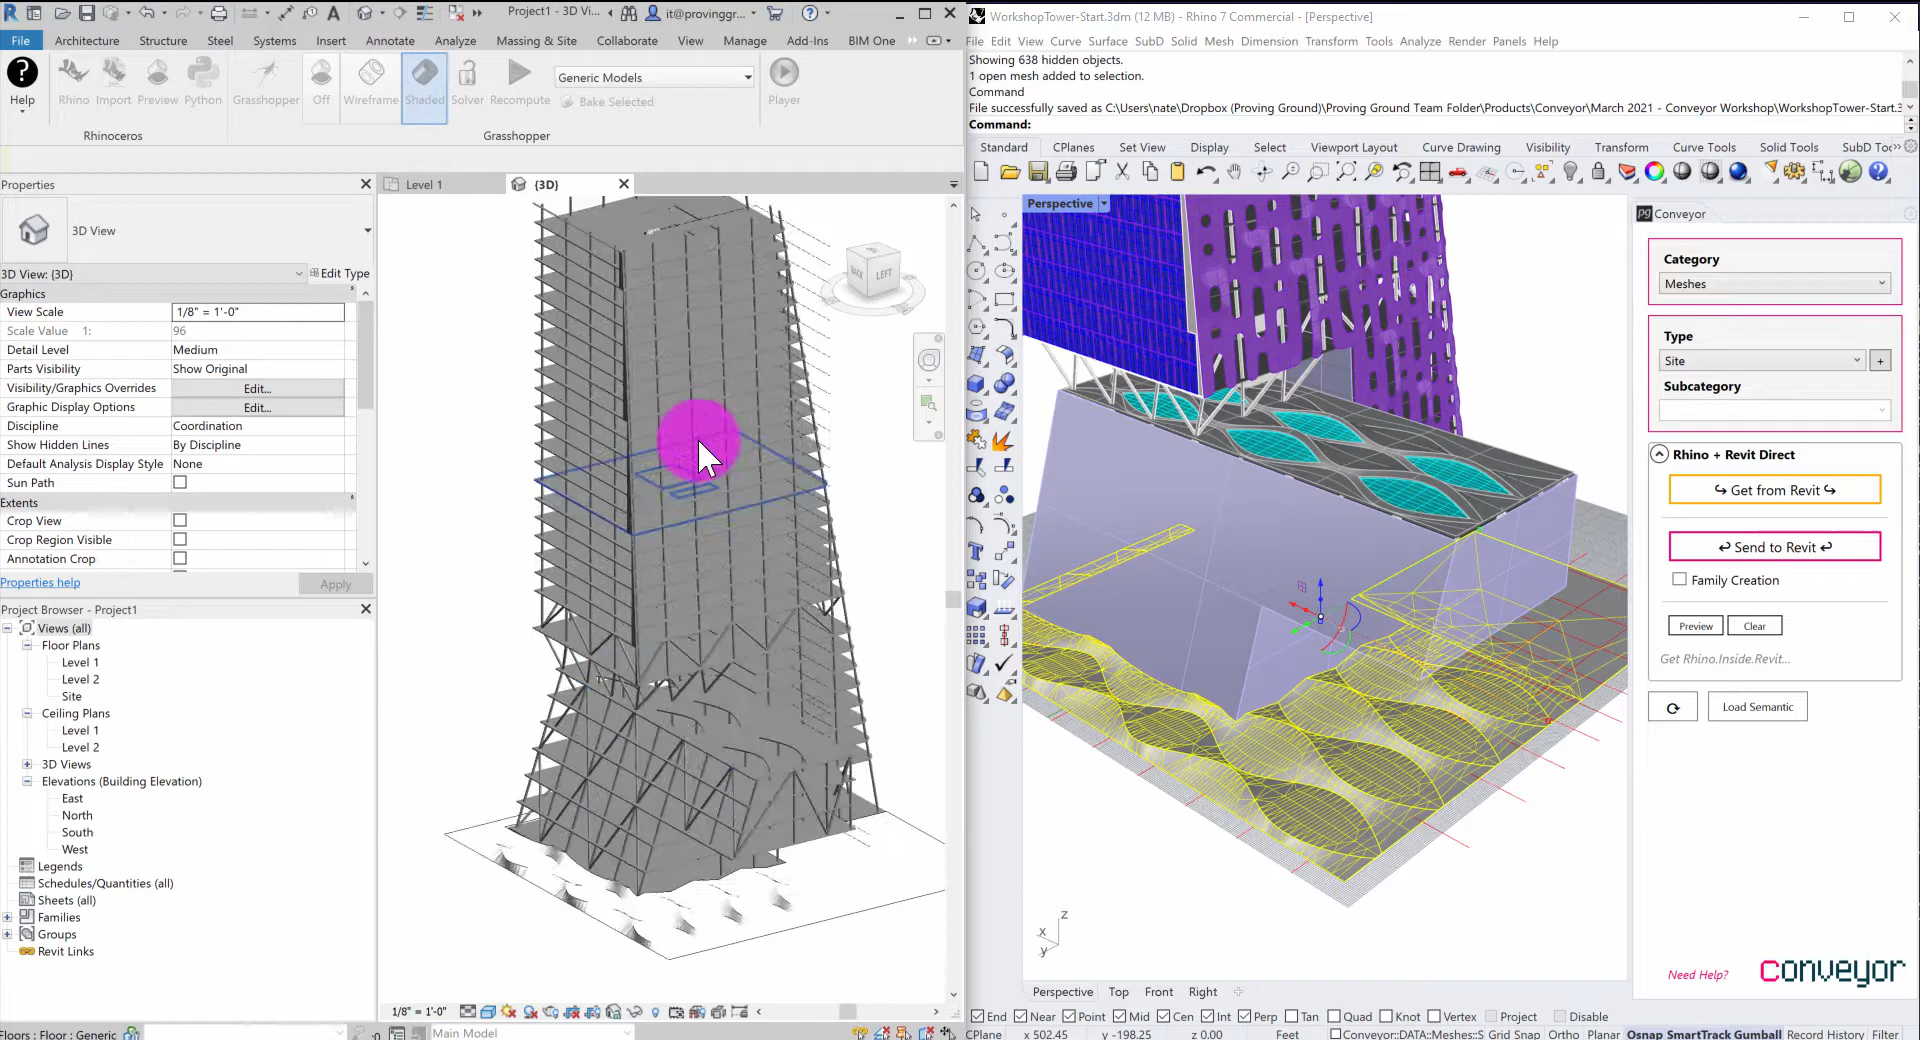 Project1 - 3D Vi...
it@provinggr...
File Architecture Structure Steel Systems Insert Annotate Analyze Massing & Site Collaborate View Manage Add-Ins BIM One
Help
Rhino Import Preview Python
Grasshopper
Off Wireframe Shaded Solver Recompute
Generic Models
Bake Selected
Player
Rhinoceros
Grasshopper
Properties
3D View
3D View: {3D}
Edit Type
Graphics
View Scale 1/8" = 1'-0"
Scale Value 1: 96
Detail Level Medium
Parts Visibility Show Original
Visibility/Graphics Overrides Edit...
Graphic Display Options Edit...
Discipline Coordination
Show Hidden Lines By Discipline
Default Analysis Display Style None
Sun Path
Extents
Crop View
Crop Region Visible
Annotation Crop
Properties help
Apply
Project Browser - Project1
Views (all)
Floor Plans
Level 1
Level 2
Site
Ceiling Plans
Level 1
Level 2
3D Views
Elevations (Building Elevation)
East
North
South
West
Legends
Schedules/Quantities (all)
Sheets (all)
Families
Groups
Revit Links
Level 1
{3D}
BACK
LEFT
1/8" = 1'-0"
Floors : Floor : Generic
:0
Main Model
WorkshopTower-Start.3dm (12 MB) - Rhino 7 Commercial - [Perspective]
File Edit View Curve Surface SubD Solid Mesh Dimension Transform Tools Analyze Render Panels Help
Showing 638 hidden objects.
1 open mesh added to selection.
Command
File successfully saved as C:\Users\nate\Dropbox (Proving Ground)\Proving Ground Team Folder\Products\Conveyor\March 2021 - Conveyor Workshop\WorkshopTower-Start.3
Command:
Standard CPlanes Set View Display Select Viewport Layout Curve Drawing Visibility Transform Curve Tools Solid Tools SubD Too
Perspective
z
x
y
Perspective Top Front Right
End Near Point Mid Cen Int Perp Tan Quad Knot Vertex Project Disable
CPlane x 502.45 y -198.25 z 0.00 Feet Conveyor::DATA::Meshes::S Grid Snap Ortho Planar Osnap SmartTrack Gumball Record History Filter
pg Conveyor
Category
Meshes
Type
Site
+
Subcategory
Rhino + Revit Direct
Get from Revit
Send to Revit
Family Creation
Preview
Clear
Get Rhino.Inside.Revit...
Load Semantic
Need Help?
conveyor